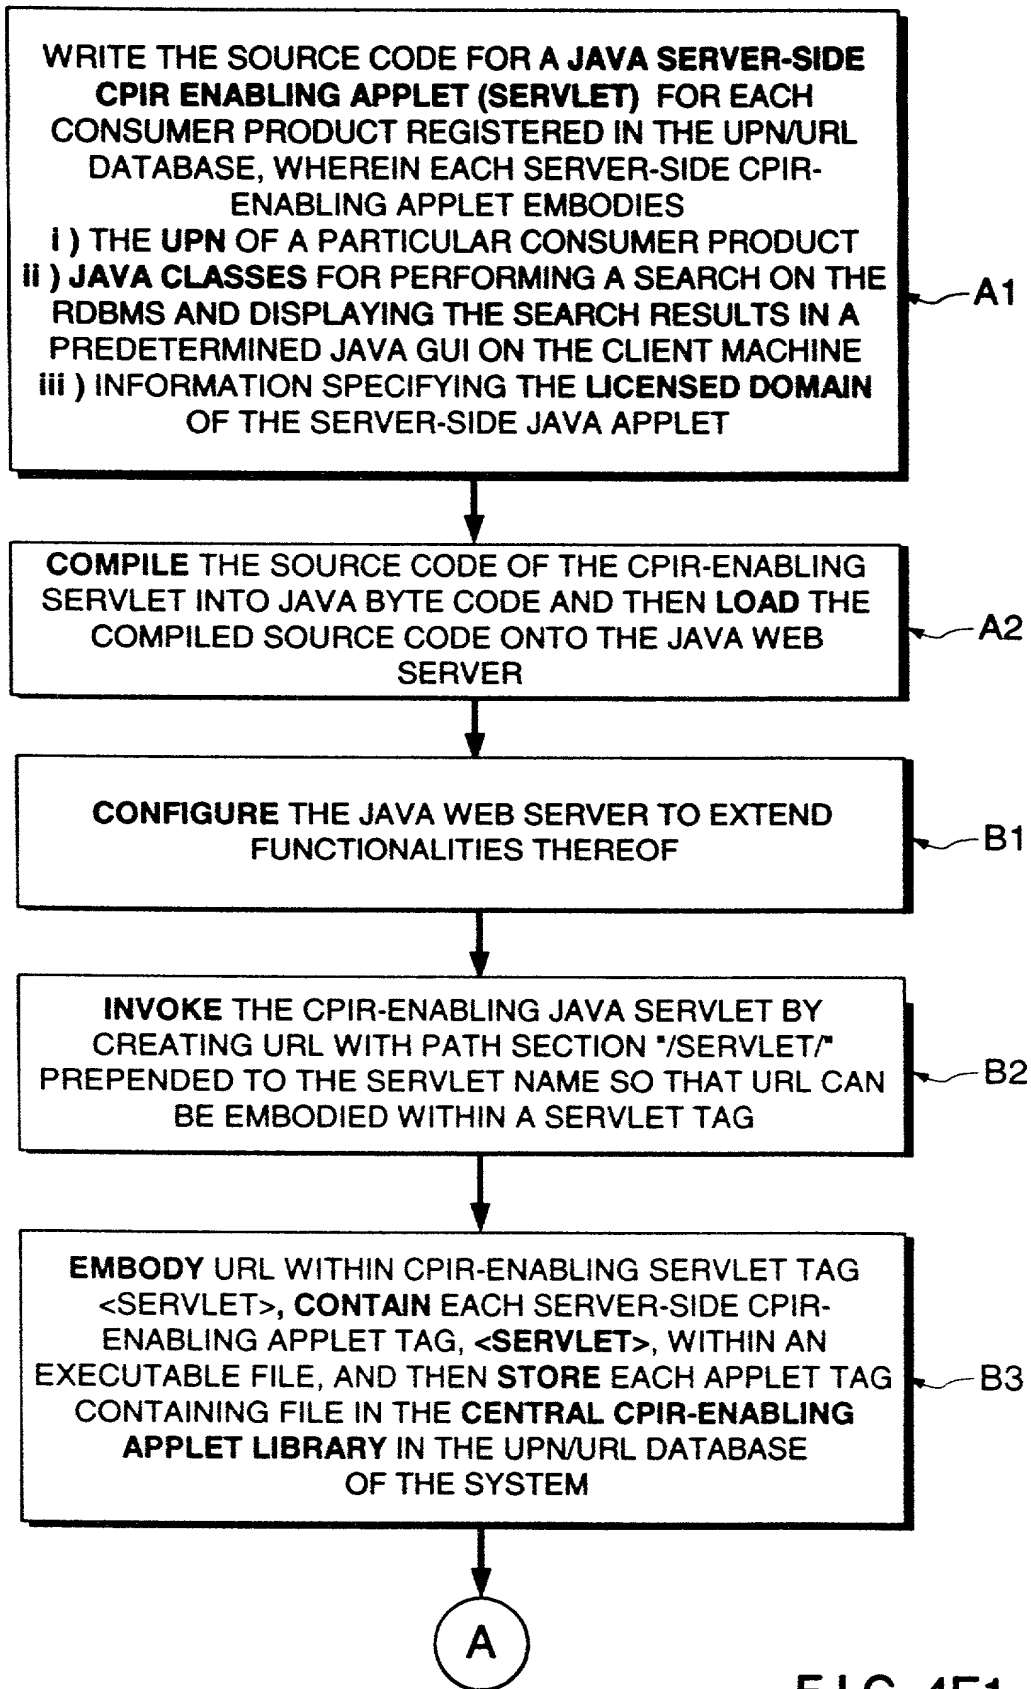 WRITE THE SOURCE CODE FOR A JAVA SERVER-SIDE
CPIR ENABLING APPLET (SERVLET) FOR EACH
CONSUMER PRODUCT REGISTERED IN THE UPN/URL
DATABASE, WHEREIN EACH SERVER-SIDE CPIR-
ENABLING APPLET EMBODIES
i ) THE UPN OF A PARTICULAR CONSUMER PRODUCT
ii ) JAVA CLASSES FOR PERFORMING A SEARCH ON THE
RDBMS AND DISPLAYING THE SEARCH RESULTS IN A
PREDETERMINED JAVA GUI ON THE CLIENT MACHINE
iii ) INFORMATION SPECIFYING THE LICENSED DOMAIN
OF THE SERVER-SIDE JAVA APPLET
A1
COMPILE THE SOURCE CODE OF THE CPIR-ENABLING
SERVLET INTO JAVA BYTE CODE AND THEN LOAD THE
COMPILED SOURCE CODE ONTO THE JAVA WEB
SERVER
A2
CONFIGURE THE JAVA WEB SERVER TO EXTEND
FUNCTIONALITIES THEREOF
B1
INVOKE THE CPIR-ENABLING JAVA SERVLET BY
CREATING URL WITH PATH SECTION "/SERVLET/"
PREPENDED TO THE SERVLET NAME SO THAT URL CAN
BE EMBODIED WITHIN A SERVLET TAG
B2
EMBODY URL WITHIN CPIR-ENABLING SERVLET TAG
<SERVLET>, CONTAIN EACH SERVER-SIDE CPIR-
ENABLING APPLET TAG, <SERVLET>, WITHIN AN
EXECUTABLE FILE, AND THEN STORE EACH APPLET TAG
CONTAINING FILE IN THE CENTRAL CPIR-ENABLING
APPLET LIBRARY IN THE UPN/URL DATABASE
OF THE SYSTEM
B3
A
FIG. 4E1